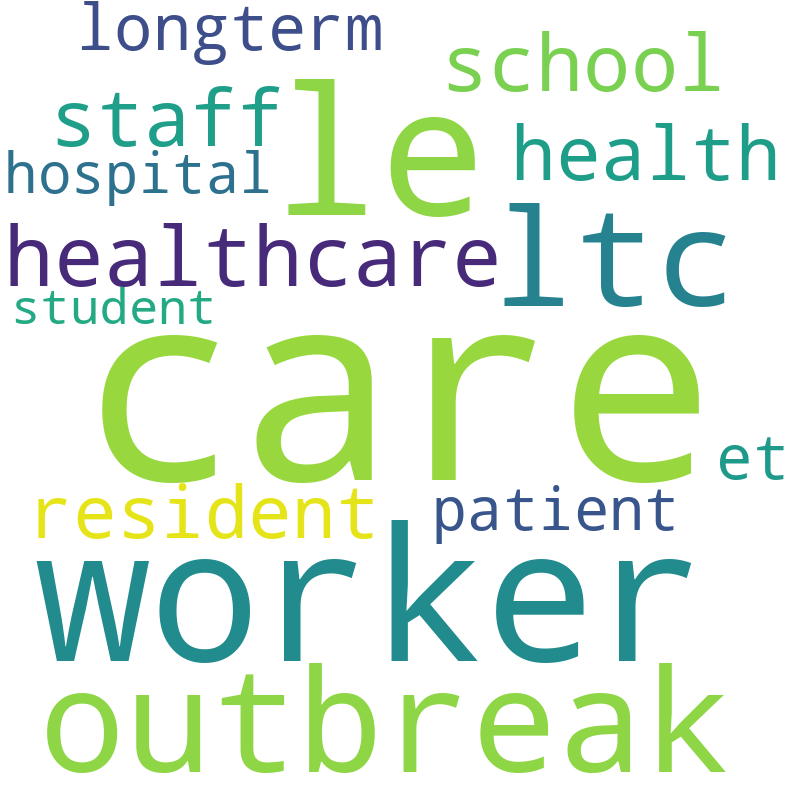 longterm
school
staff
le
health
hospital
healthcare
ltc
student
care
et
resident
patient
worker
outbreak